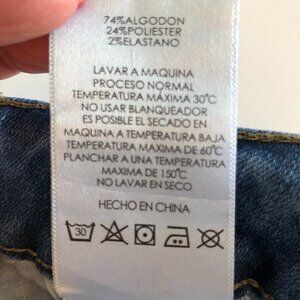 74%ALGODON
24%POLIESTER
2%ELASTANO
LAVAR A MAQUINA
PROCESO NORMAL
TEMPERATURA MÁXIMA 30°C
NO USAR BLANQUEADOR
ES POSIBLE EL SECADO EN
MAQUINA A TEMPERATURA BAJA
TEMPERATURA MAXIMA DE 60°C
PLANCHAR A UNA TEMPERATURA
MAXIMA DE 150°C
NO LAVAR EN SECO
HECHO EN CHINA
30